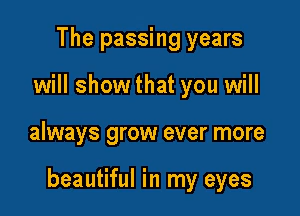 The passing years
will show that you will
always grow ever more
beautiful in my eyes